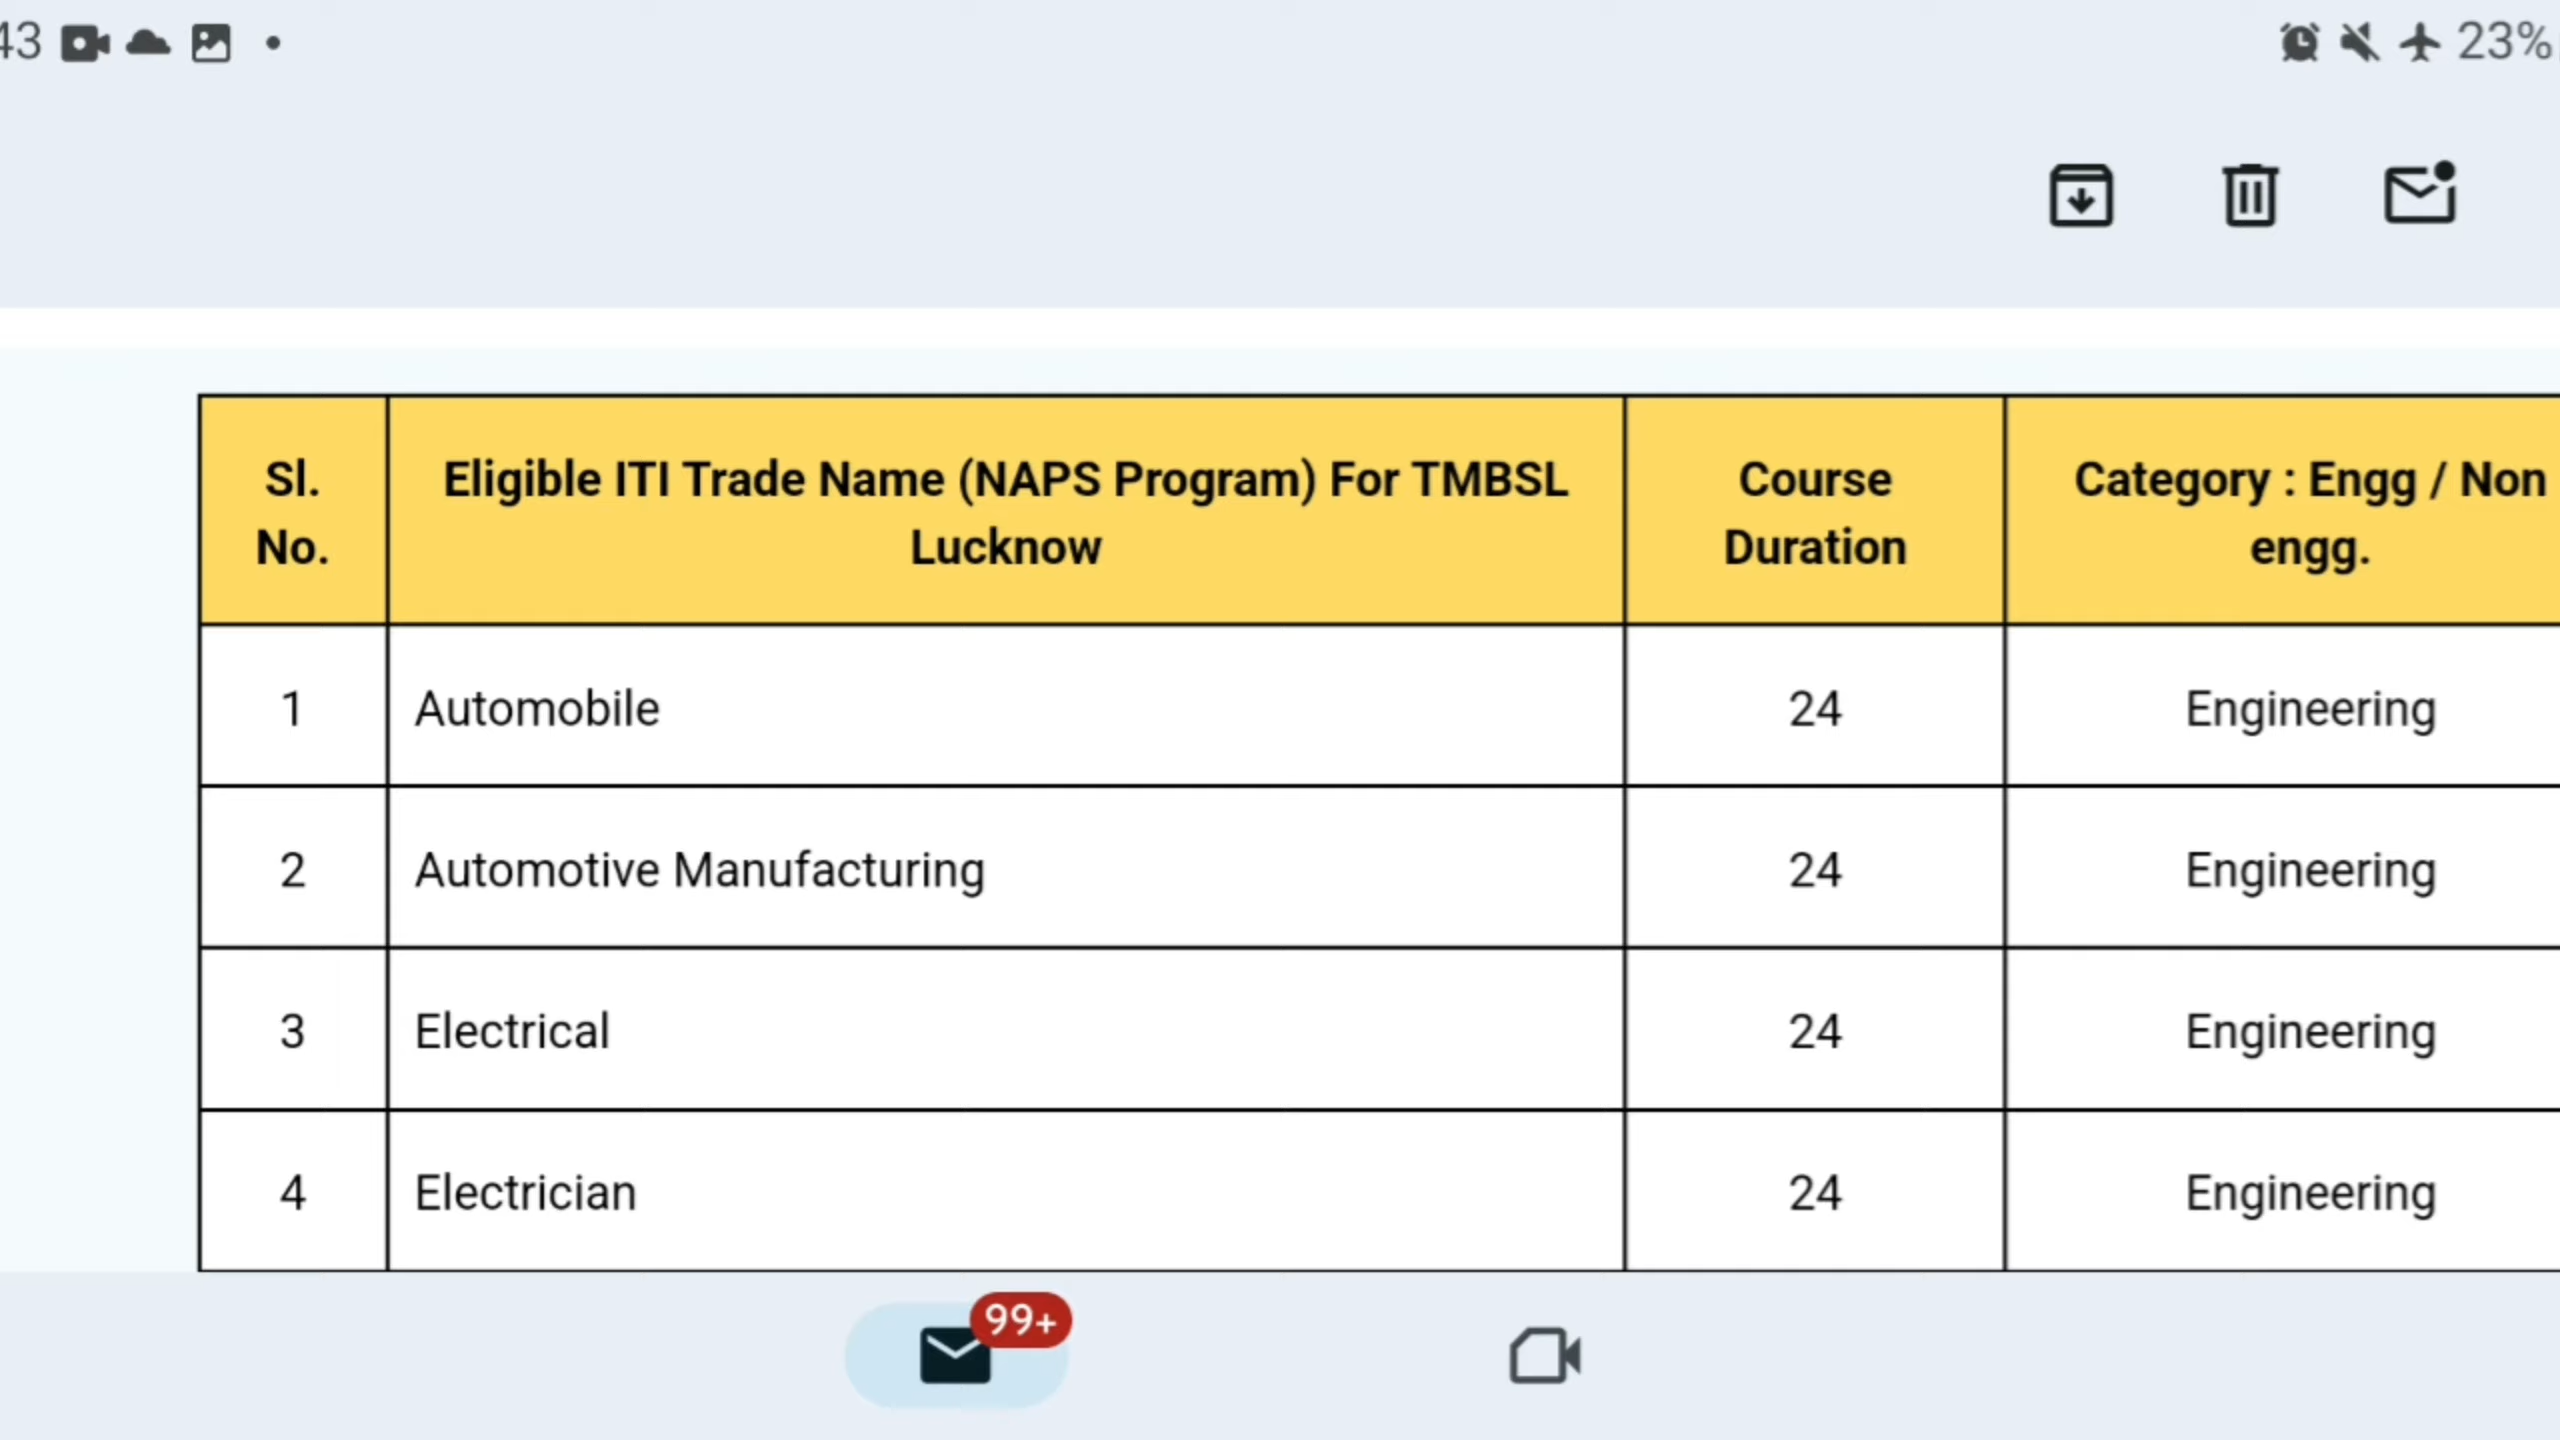 43
23%
Sl.
No.
Eligible ITI Trade Name (NAPS Program) For TMBSL
Lucknow
Course
Duration
Category : Engg / Non
engg.
1 Automobile 24 Engineering
2 Automotive Manufacturing 24 Engineering
3 Electrical 24 Engineering
4 Electrician 24 Engineering
99+